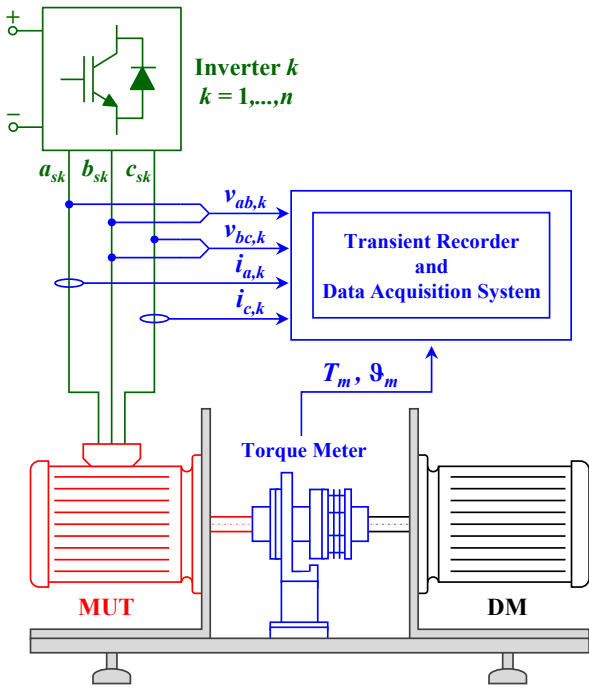 +
Inverter k
k = 1,...,n
−
a_sk b_sk c_sk
v_ab,k
v_bc,k
i_a,k
i_c,k
Transient Recorder
and
Data Acquisition System
T_m , ϑ_m
Torque Meter
MUT
DM